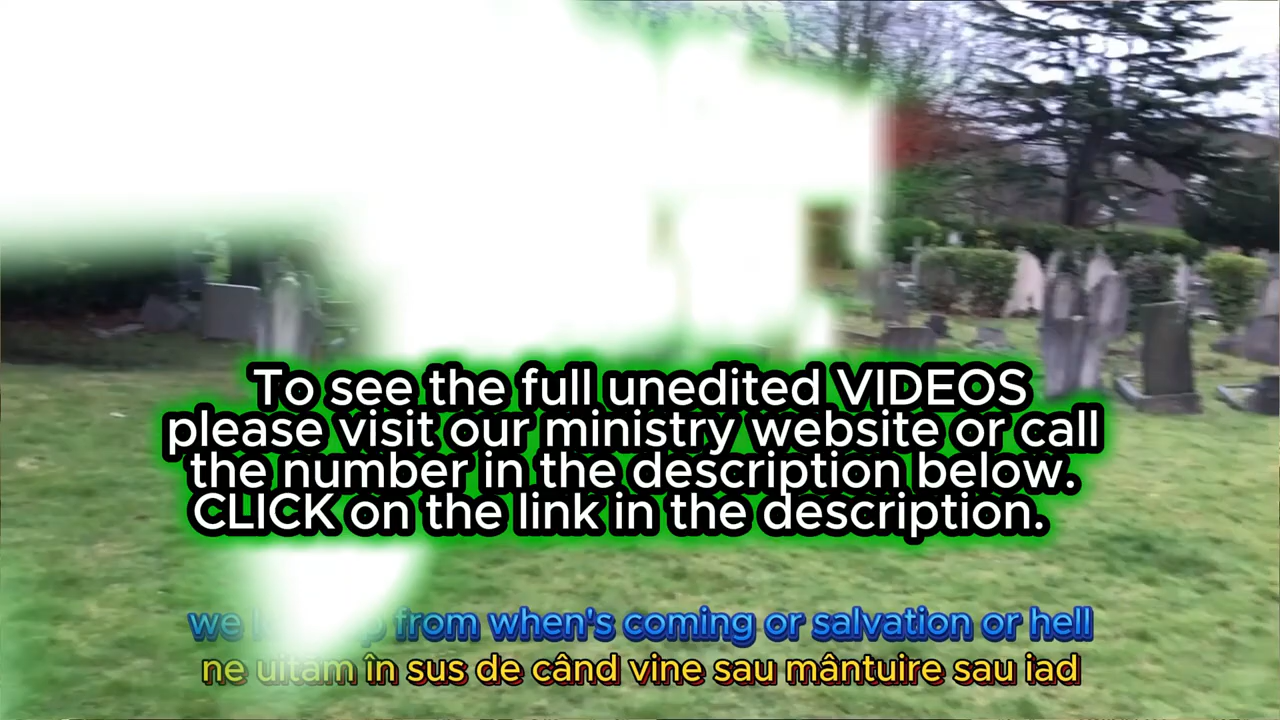 To see the full unedited VIDEOS
please visit our ministry website or call
the number in the description below.
CLICK on the link in the description.
we from when's coming or salvation or hell
ne uităm în sus de când vine sau mântuire sau iad